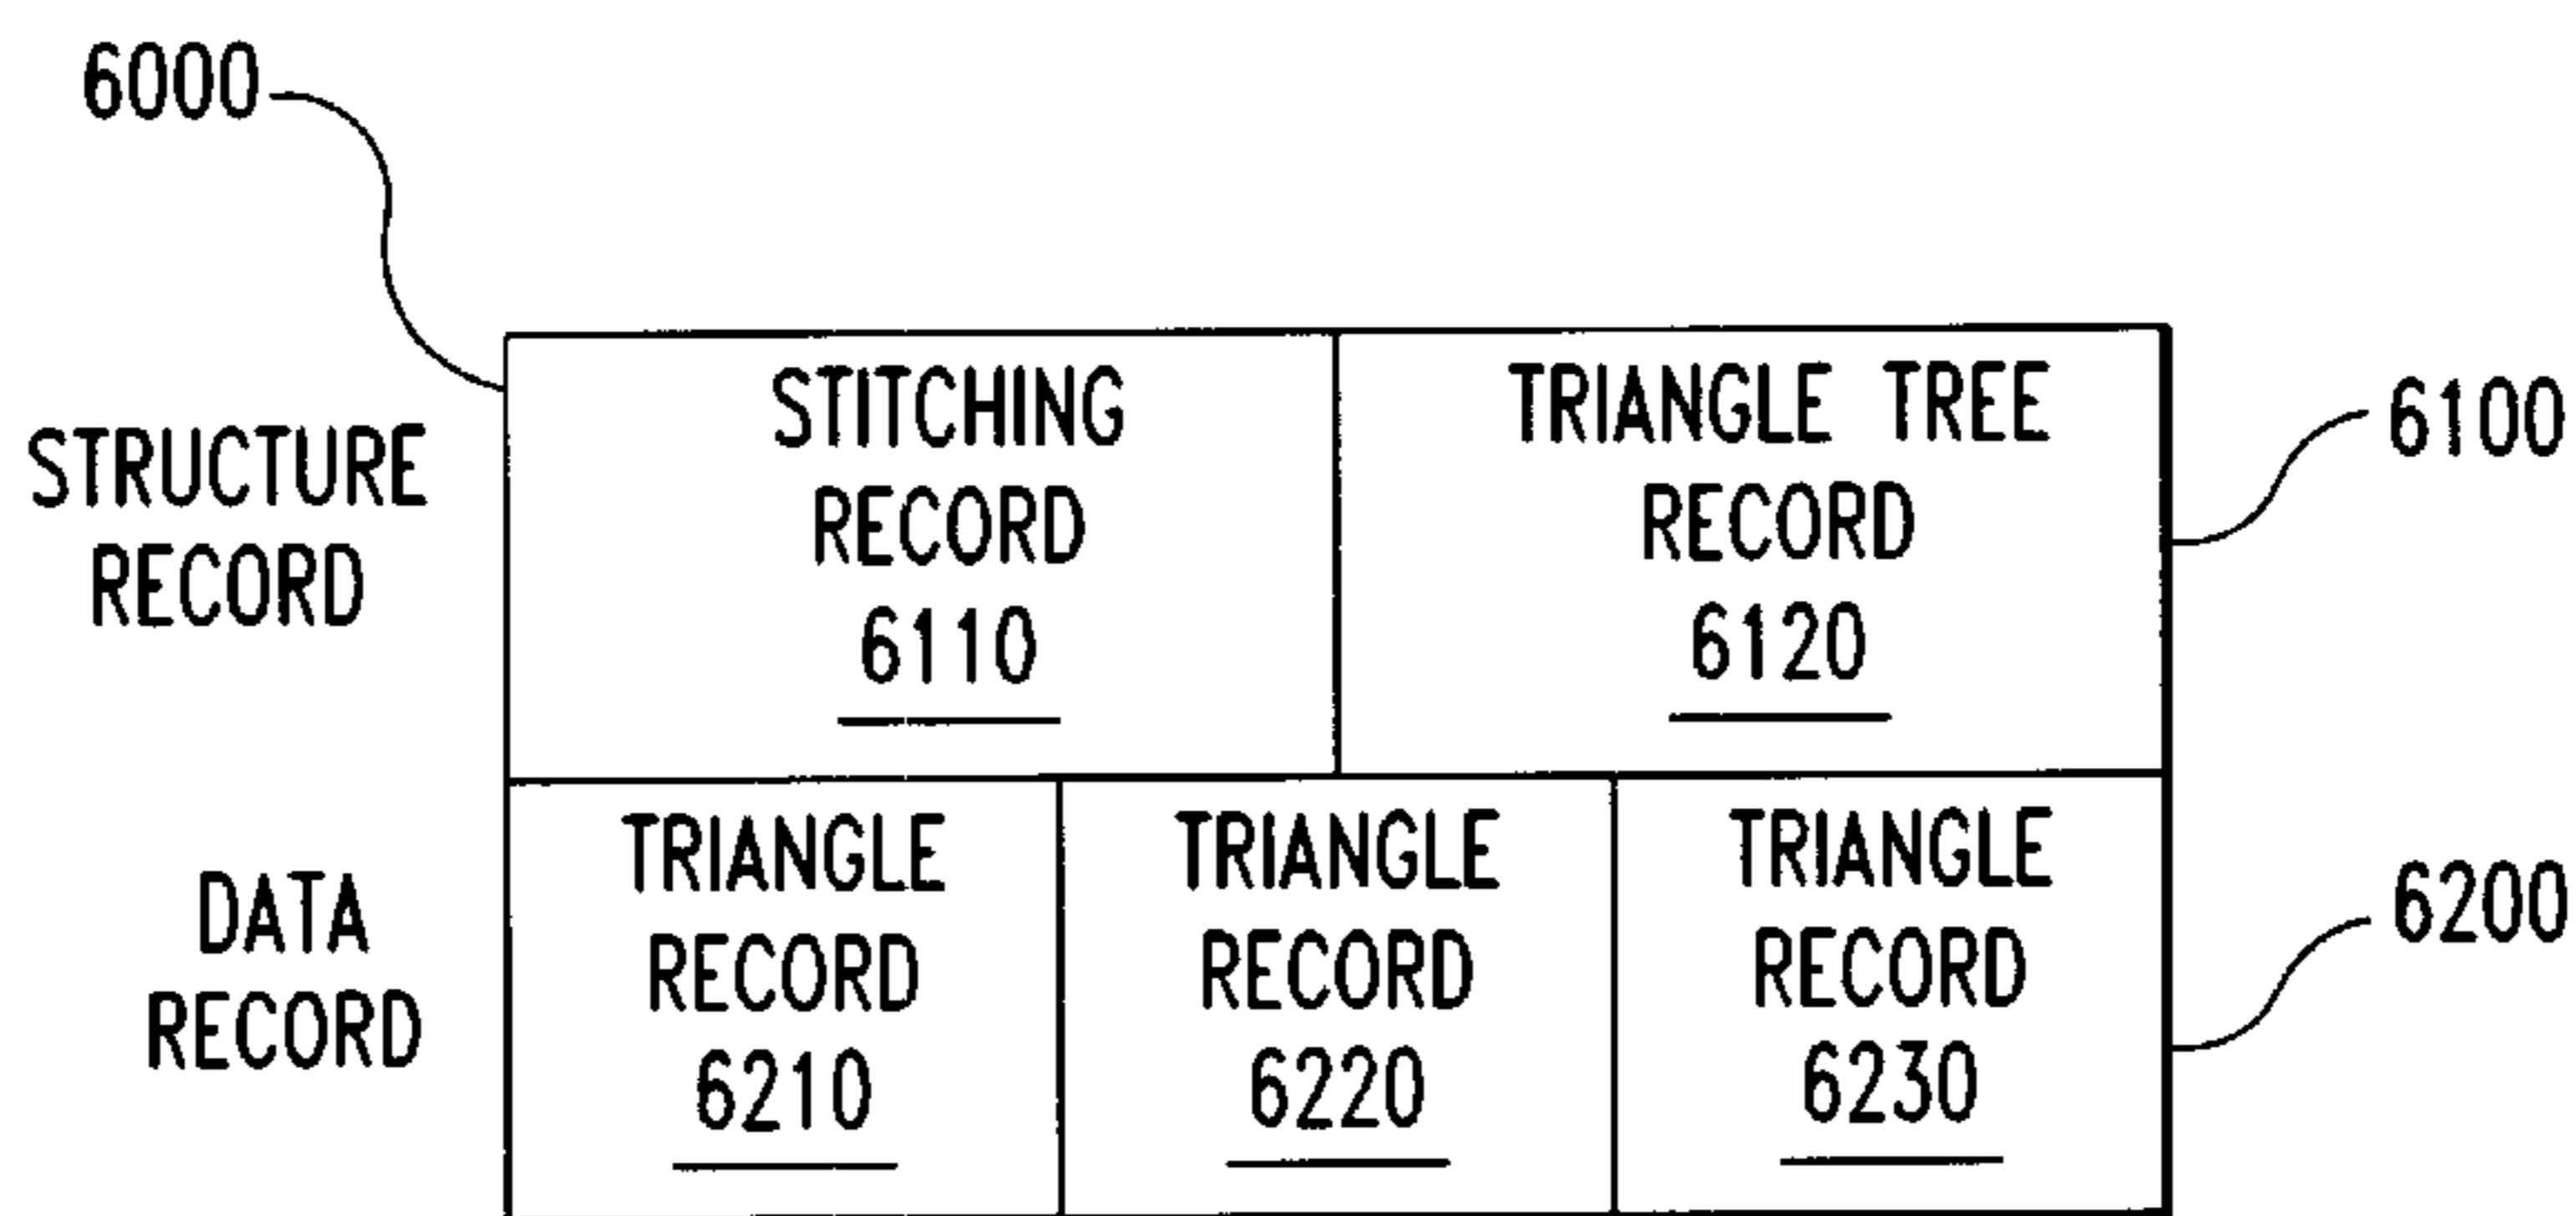 6000
STRUCTURE
RECORD
STITCHING
RECORD
6110
TRIANGLE TREE
RECORD
6120
6100
DATA
RECORD
TRIANGLE
RECORD
6210
TRIANGLE
RECORD
6220
TRIANGLE
RECORD
6230
6200